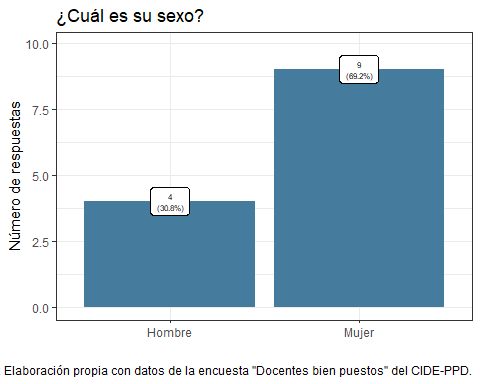 ¿Cuál es su sexo?
Número de respuestas
10.0
7.5
5.0
2.5
0.0
4
(30.8%)
9
(69.2%)
Hombre
Mujer
Elaboración propia con datos de la encuesta "Docentes bien puestos" del CIDE-PPD.